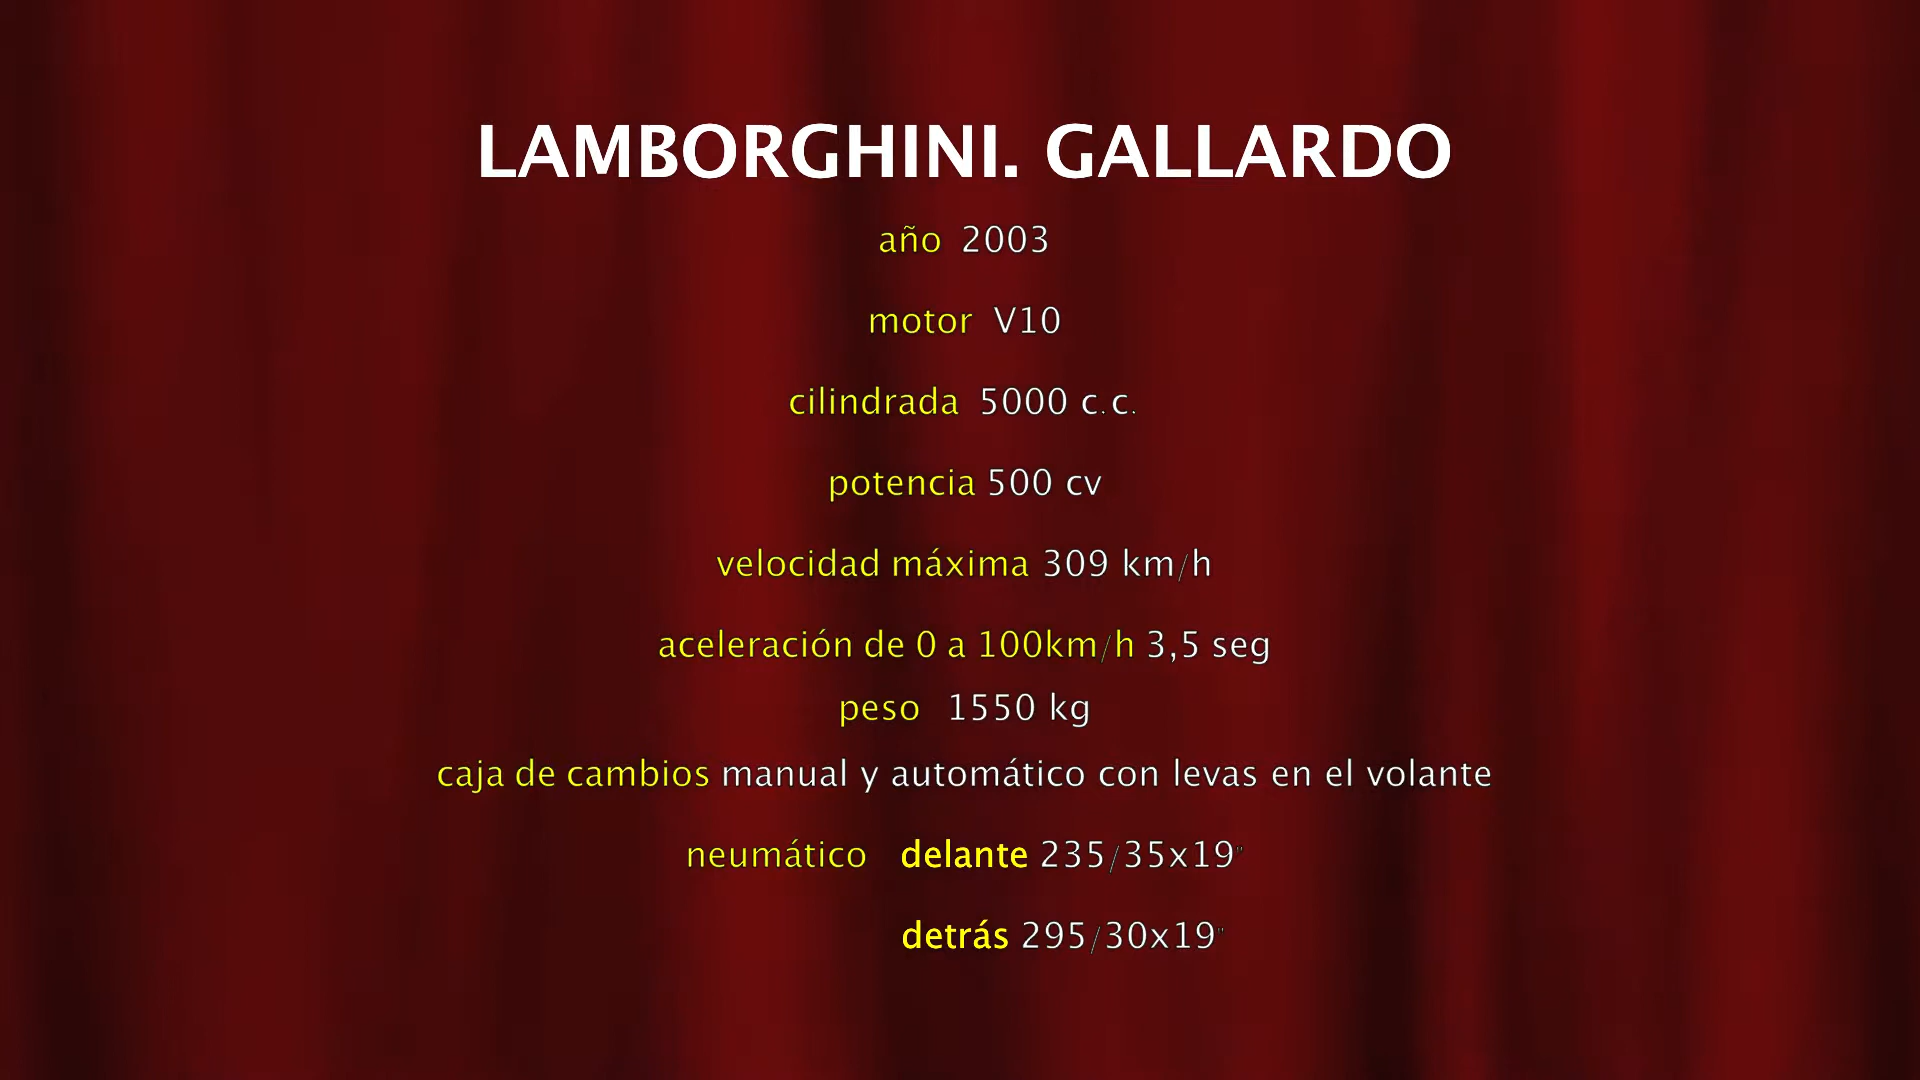 LAMBORGHINI. GALLARDO
año 2003
motor V10
cilindrada 5000 c.c.
potencia 500 cv
velocidad máxima 309 km/h
aceleración de 0 a 100km/h 3,5 seg
peso 1550 kg
caja de cambios manual y automático con levas en el volante
neumático delante 235/35x19"
detrás 295/30x19"